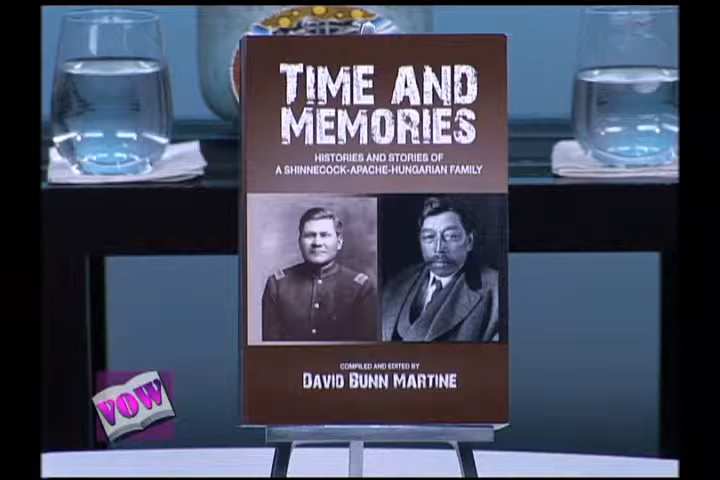 TIME AND
MEMORIES
HISTORIES AND STORIES OF
A SHINNECOCK-APACHE-HUNGARIAN FAMILY
COMPILED AND EDITED BY
DAVID BUNN MARTINE
VOW